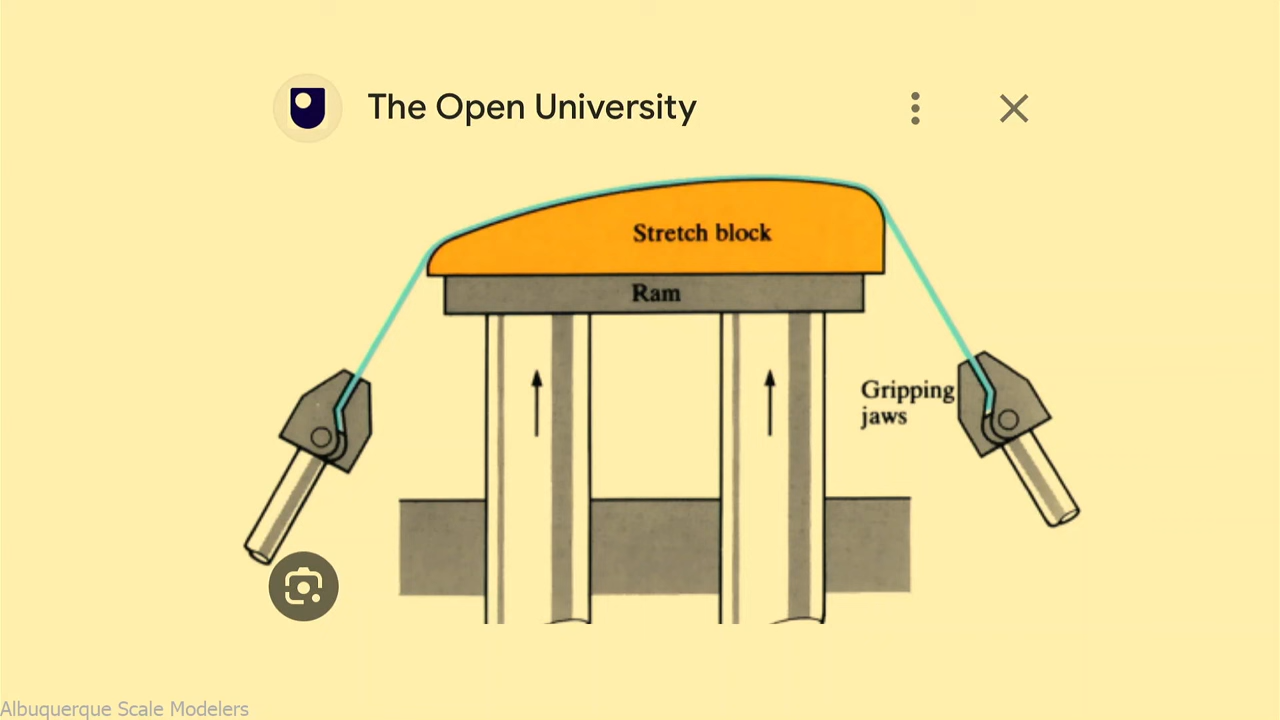 The Open University
Stretch block
Ram
Gripping
jaws
Albuquerque Scale Modelers